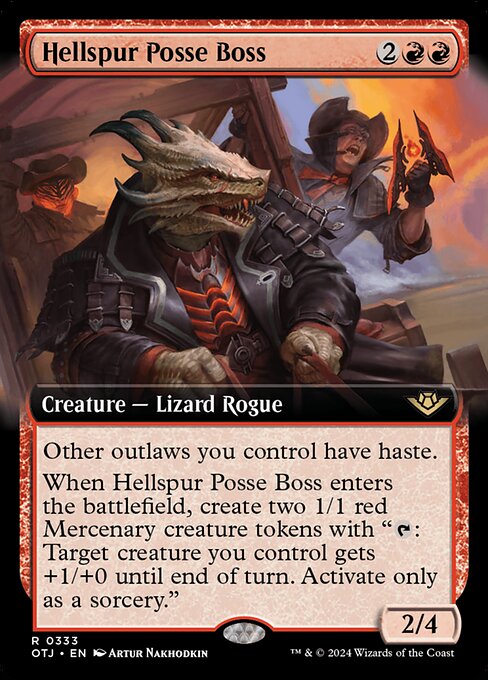 Hellspur Posse Boss 2
Creature — Lizard Rogue
Other outlaws you control have haste.
When Hellspur Posse Boss enters
the battlefield, create two 1/1 red
Mercenary creature tokens with “ :
Target creature you control gets
+1/+0 until end of turn. Activate only
as a sorcery.”
2/4
R 0333
OTJ • EN Artur Nakhodkin
™ & © 2024 Wizards of the Coast